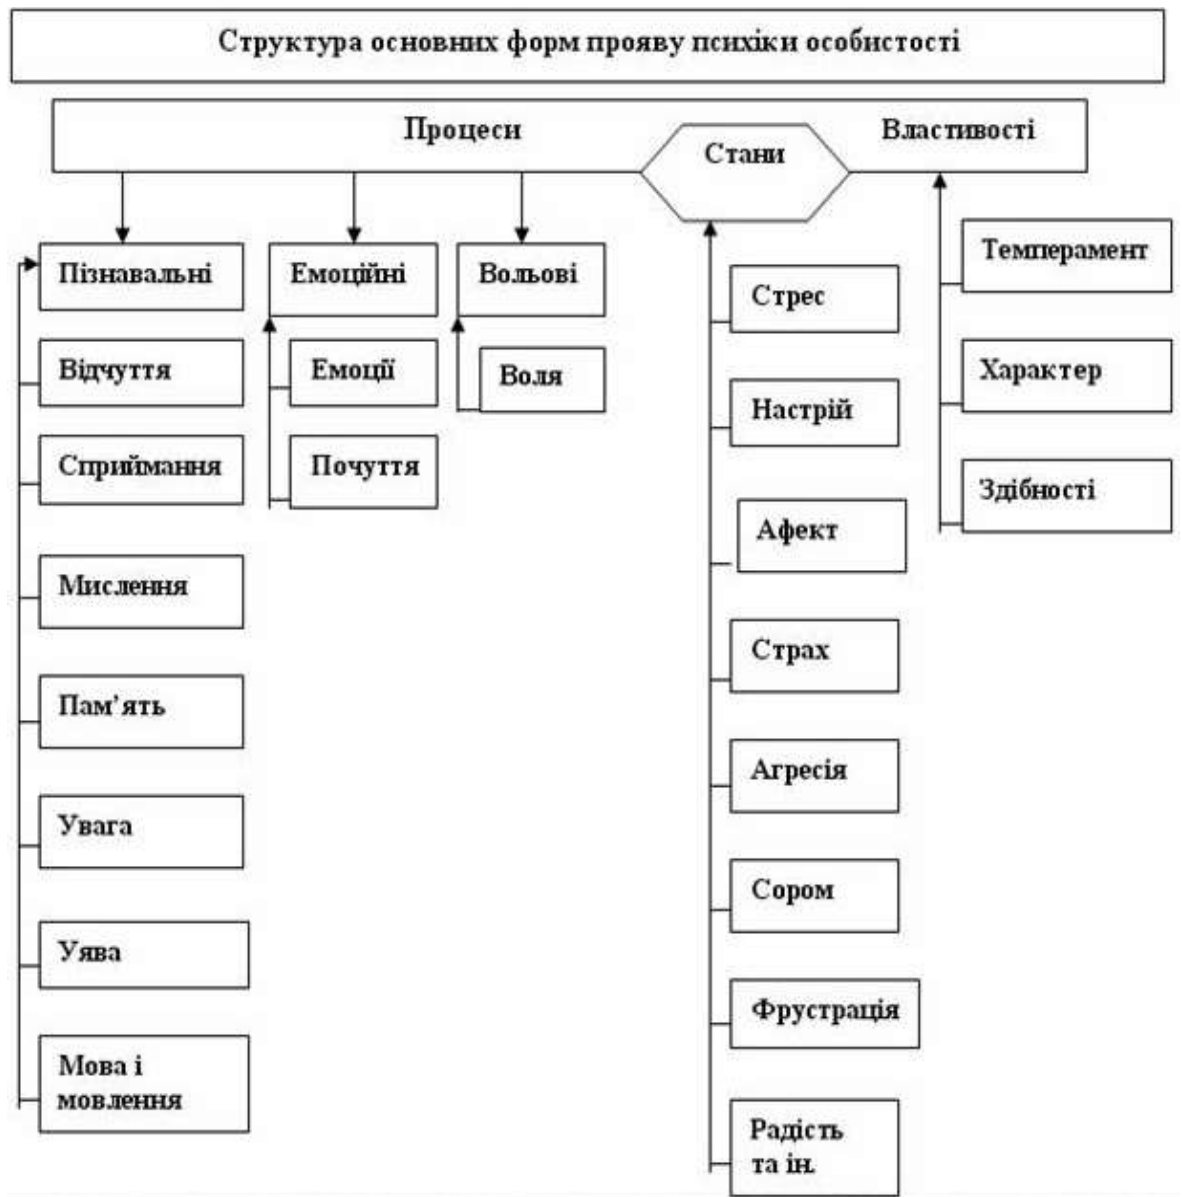 Структура основних форм прояву психіки особистості
Процеси
Стани
Властивості
Пізнавальні
Відчуття
Сприймання
Мислення
Пам’ять
Увага
Уява
Мова і
мовлення
Емоційні
Емоції
Почуття
Вольові
Воля
Стрес
Настрій
Афект
Страх
Агресія
Сором
Фрустрація
Радість
та ін.
Темперамент
Характер
Здібності